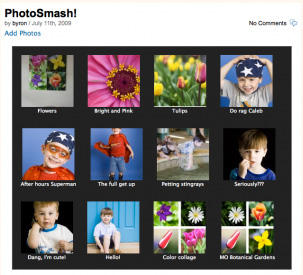 PhotoSmash!
by byron / July 11th, 2009
No Comments
Add Photos
Flowers
Bright and Pink
Tulips
Do rag Caleb
After hours Superman
The full get up
Petting stingrays
Seriously???
Dang, I'm cute!
Hello!
Color collage
MO Botanical Gardens